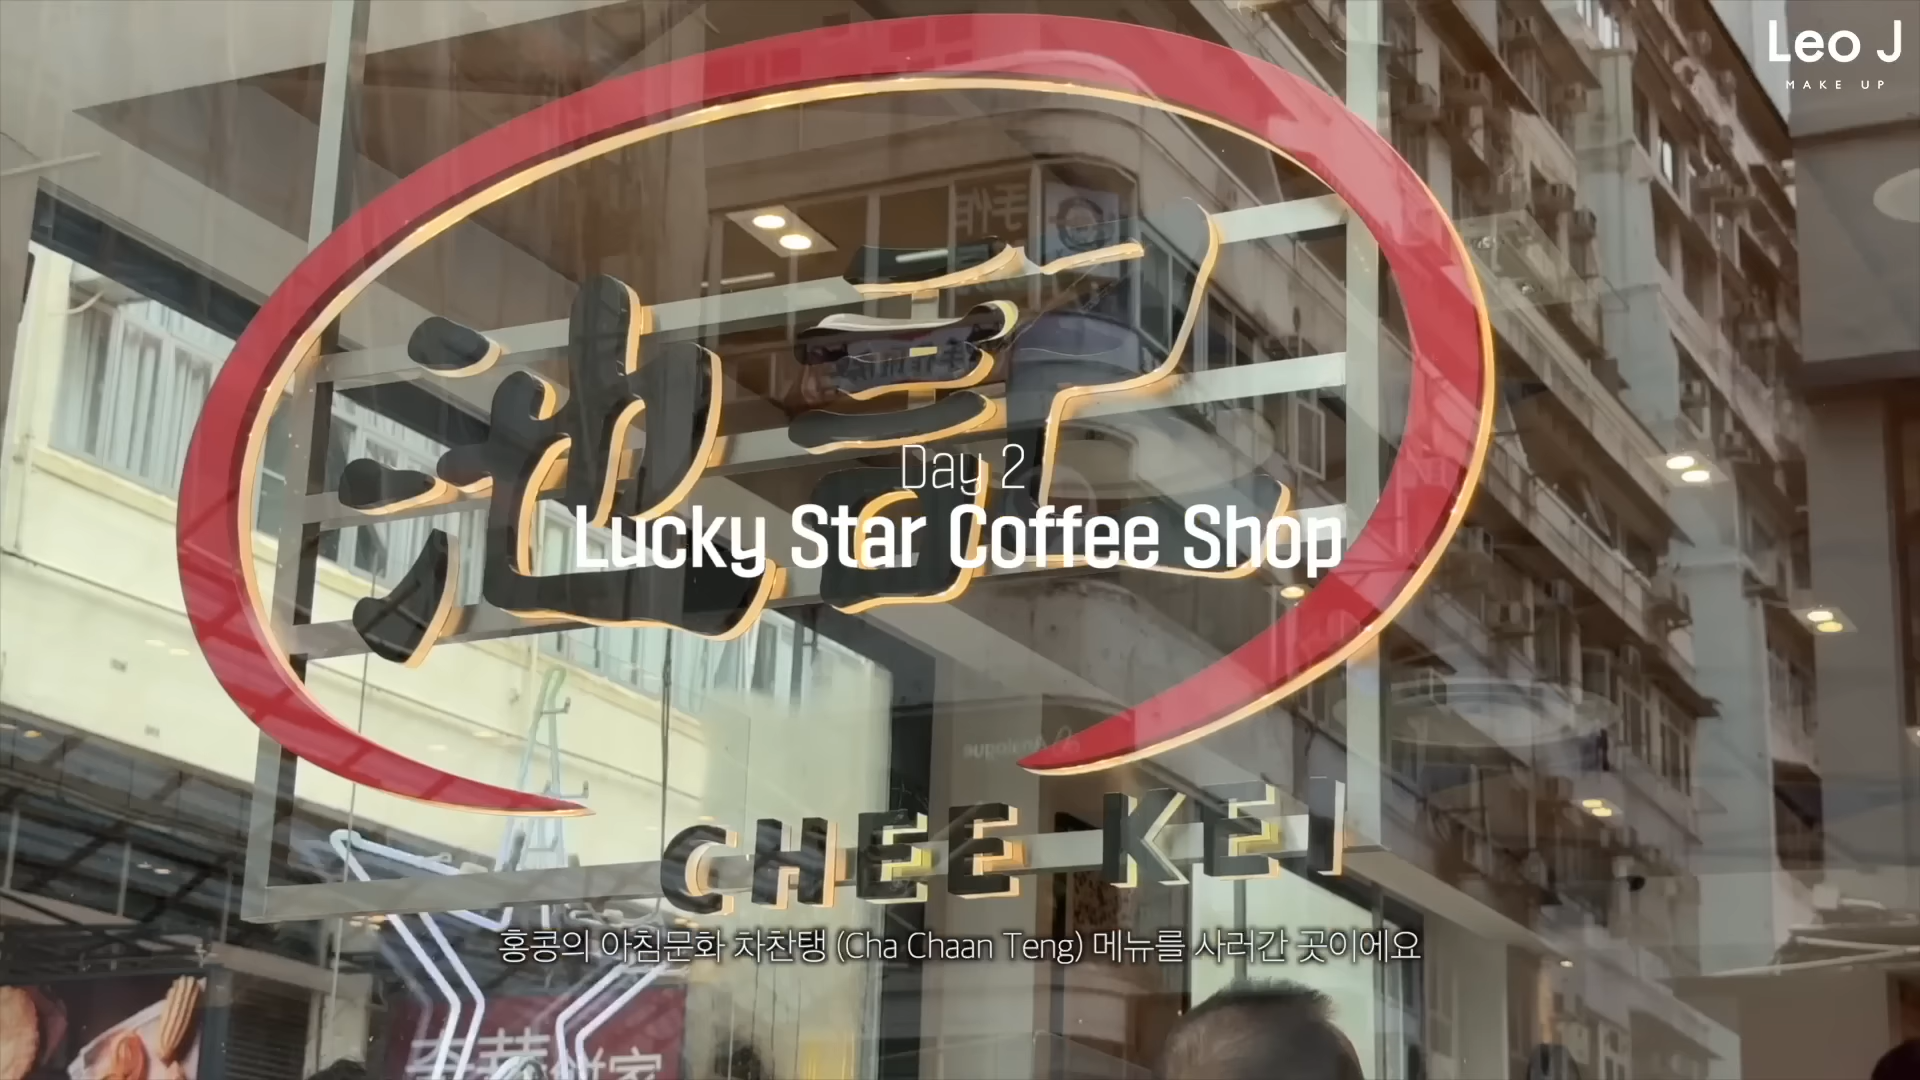 Leo J
MAKE UP
池記
Day 2
Lucky Star Coffee Shop
CHEE KEI
홍콩의 아침문화 차찬탱 (Cha Chaan Teng) 메뉴를 사러간 곳이에요